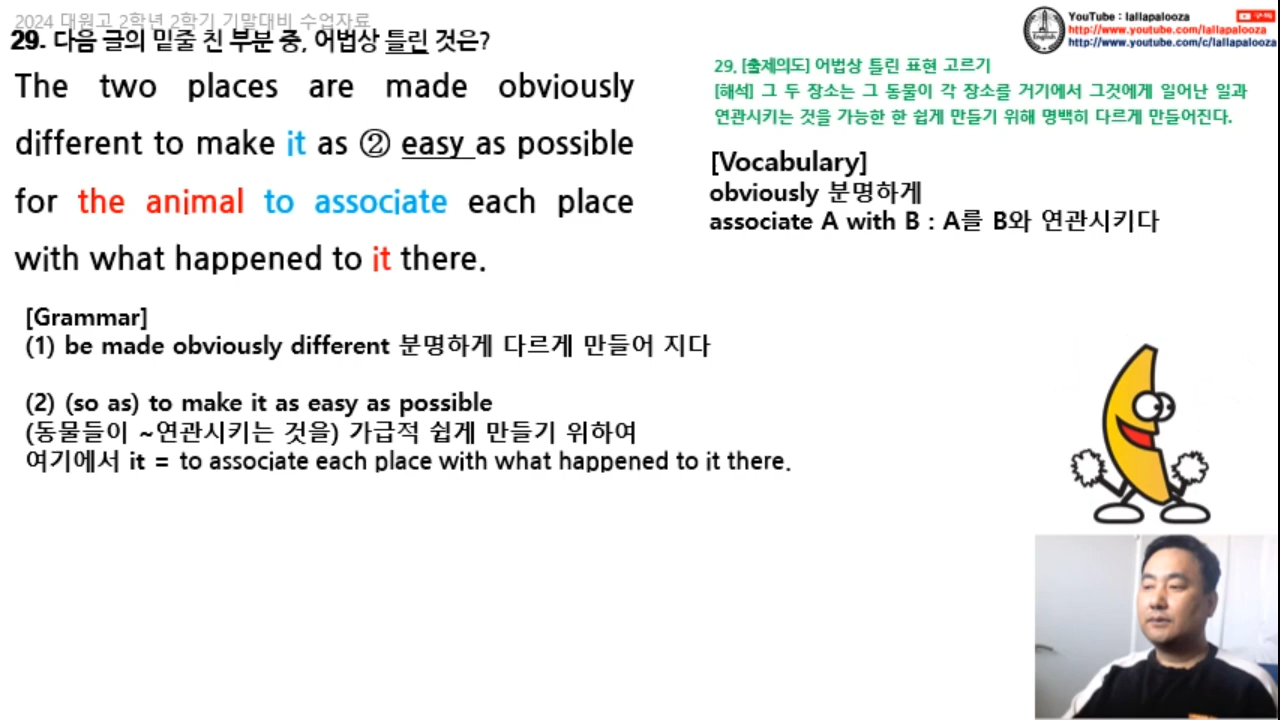 2024 대원고 2학년 2학기 기말대비 수업자료
29. 다음 글의 밑줄 친 부분 중, 어법상 틀린 것은?
The two places are made obviously
different to make it as ② easy as possible
for the animal to associate each place
with what happened to it there.
[Grammar]
(1) be made obviously different 분명하게 다르게 만들어 지다
(2) (so as) to make it as easy as possible
(동물들이 ~연관시키는 것을) 가급적 쉽게 만들기 위하여
여기에서 it = to associate each place with what happened to it there.
YouTube : lallapalooza
구독
http://www.youtube.com/lallapalooza
http://www.youtube.com/c/lallapalooza
English
29. [출제의도] 어법상 틀린 표현 고르기
[해석] 그 두 장소는 그 동물이 각 장소를 거기에서 그것에게 일어난 일과
연관시키는 것을 가능한 한 쉽게 만들기 위해 명백히 다르게 만들어진다.
[Vocabulary]
obviously 분명하게
associate A with B : A를 B와 연관시키다